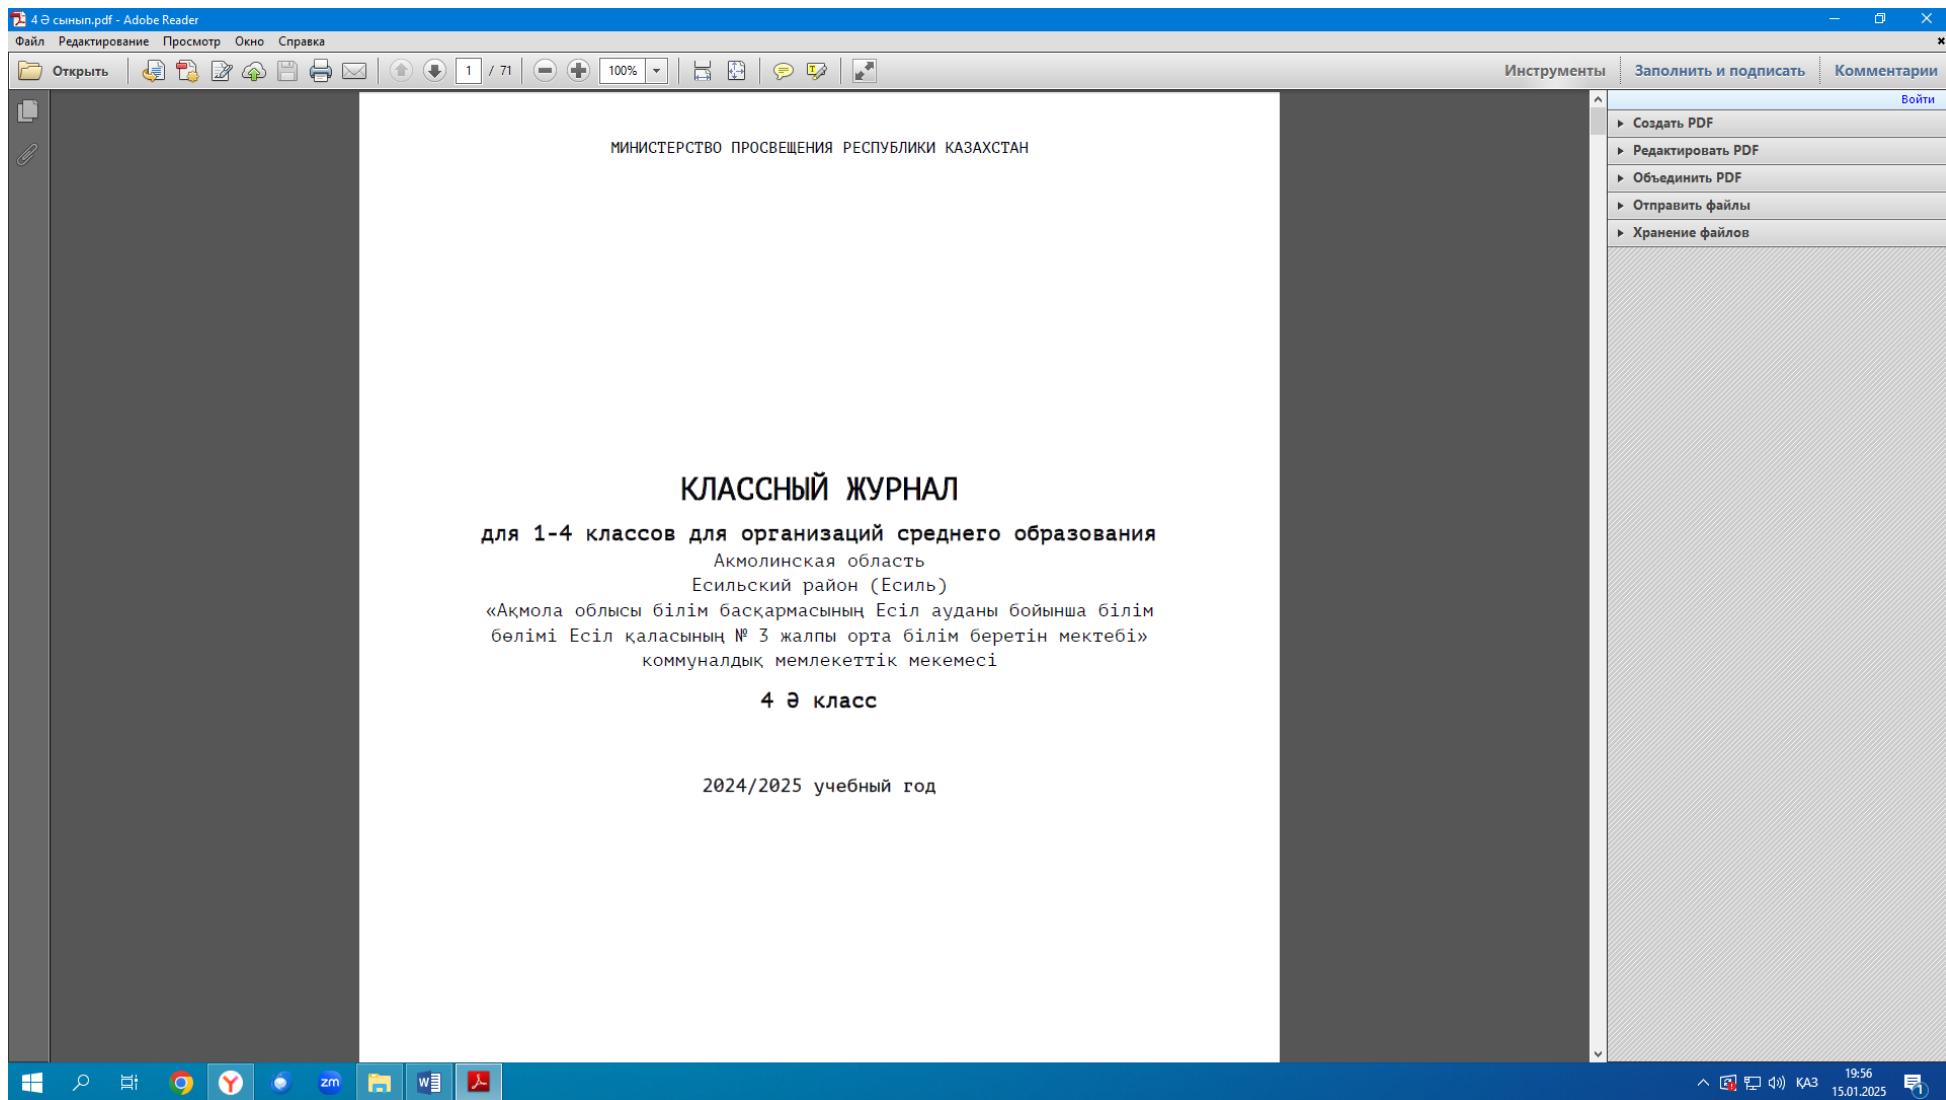 4 Ә сынып.pdf - Adobe Reader
Файл Редактирование Просмотр Окно Справка
Открыть 1 / 71 100% Инструменты Заполнить и подписать Комментарии
Войти
Создать PDF
Редактировать PDF
Объединить PDF
Отправить файлы
Хранение файлов
МИНИСТЕРСТВО ПРОСВЕЩЕНИЯ РЕСПУБЛИКИ КАЗАХСТАН
КЛАССНЫЙ ЖУРНАЛ
для 1-4 классов для организаций среднего образования
Акмолинская область
Есильский район (Есиль)
«Ақмола облысы білім басқармасының Есіл ауданы бойынша білім
бөлімі Есіл қаласының № 3 жалпы орта білім беретін мектебі»
коммуналдық мемлекеттік мекемесі
4 Ә класс
2024/2025 учебный год
zm
ҚАЗ
19:56
15.01.2025
1